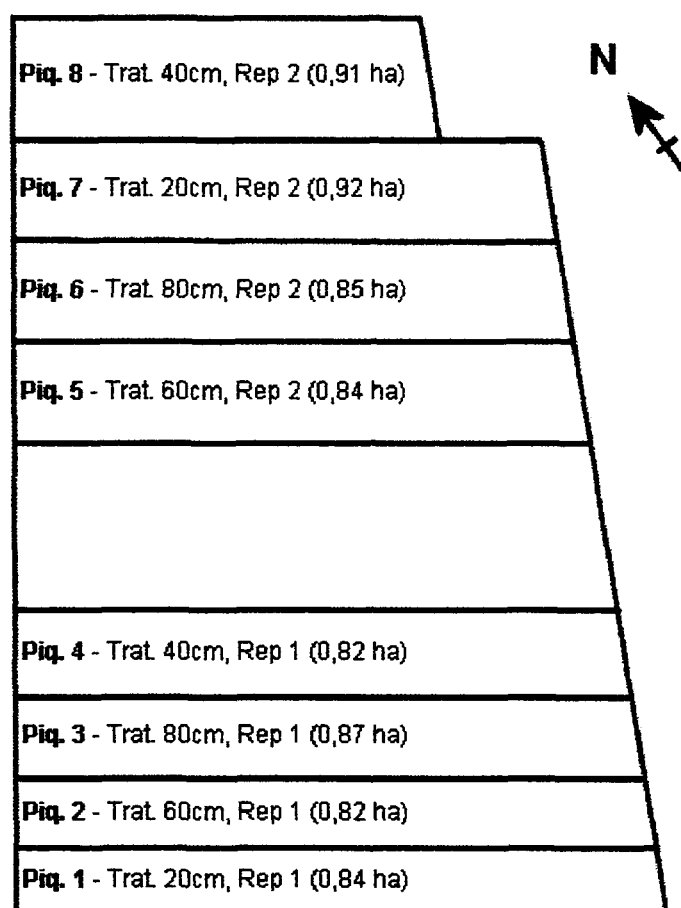 Piq. 8 - Trat. 40cm, Rep 2 (0,91 ha)
N
Piq. 7 - Trat. 20cm, Rep 2 (0,92 ha)
Piq. 6 - Trat. 80cm, Rep 2 (0,85 ha)
Piq. 5 - Trat. 60cm, Rep 2 (0,84 ha)
Piq. 4 - Trat. 40cm, Rep 1 (0,82 ha)
Piq. 3 - Trat. 80cm, Rep 1 (0,87 ha)
Piq. 2 - Trat. 60cm, Rep 1 (0,82 ha)
Piq. 1 - Trat. 20cm, Rep 1 (0,84 ha)